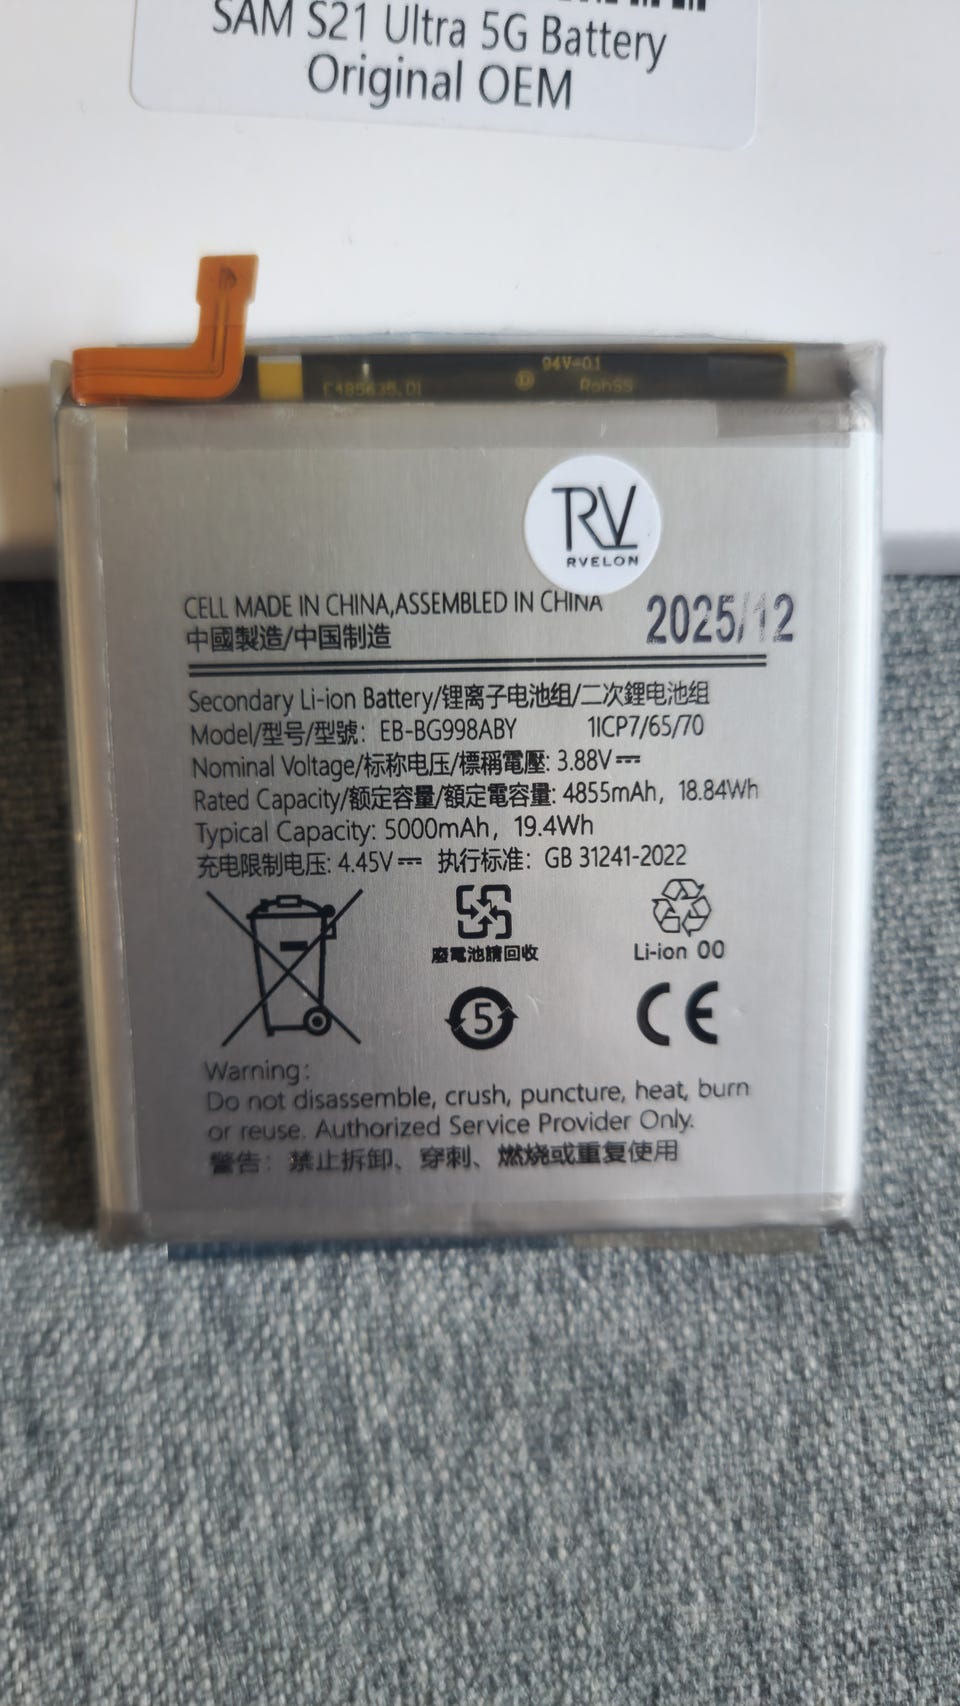 SAM S21 Ultra 5G Battery
Original OEM
94V-0.1
E485638.01
RohSS
RV
RVELON
CELL MADE IN CHINA,ASSEMBLED IN CHINA
中國製造/中国制造
2025/12
Secondary Li-ion Battery/锂离子电池组/二次鋰电池组
Model/型号/型號: EB-BG998ABY 1ICP7/65/70
Nominal Voltage/标称电压/標稱電壓: 3.88V⎓
Rated Capacity/额定容量/額定電容量: 4855mAh, 18.84Wh
Typical Capacity: 5000mAh, 19.4Wh
充电限制电压: 4.45V⎓ 执行标准: GB 31241-2022
廢電池請回收
Li-ion 00
5
CE
Warning:
Do not disassemble, crush, puncture, heat, burn
or reuse. Authorized Service Provider Only.
警告: 禁止拆卸、穿刺、燃烧或重复使用